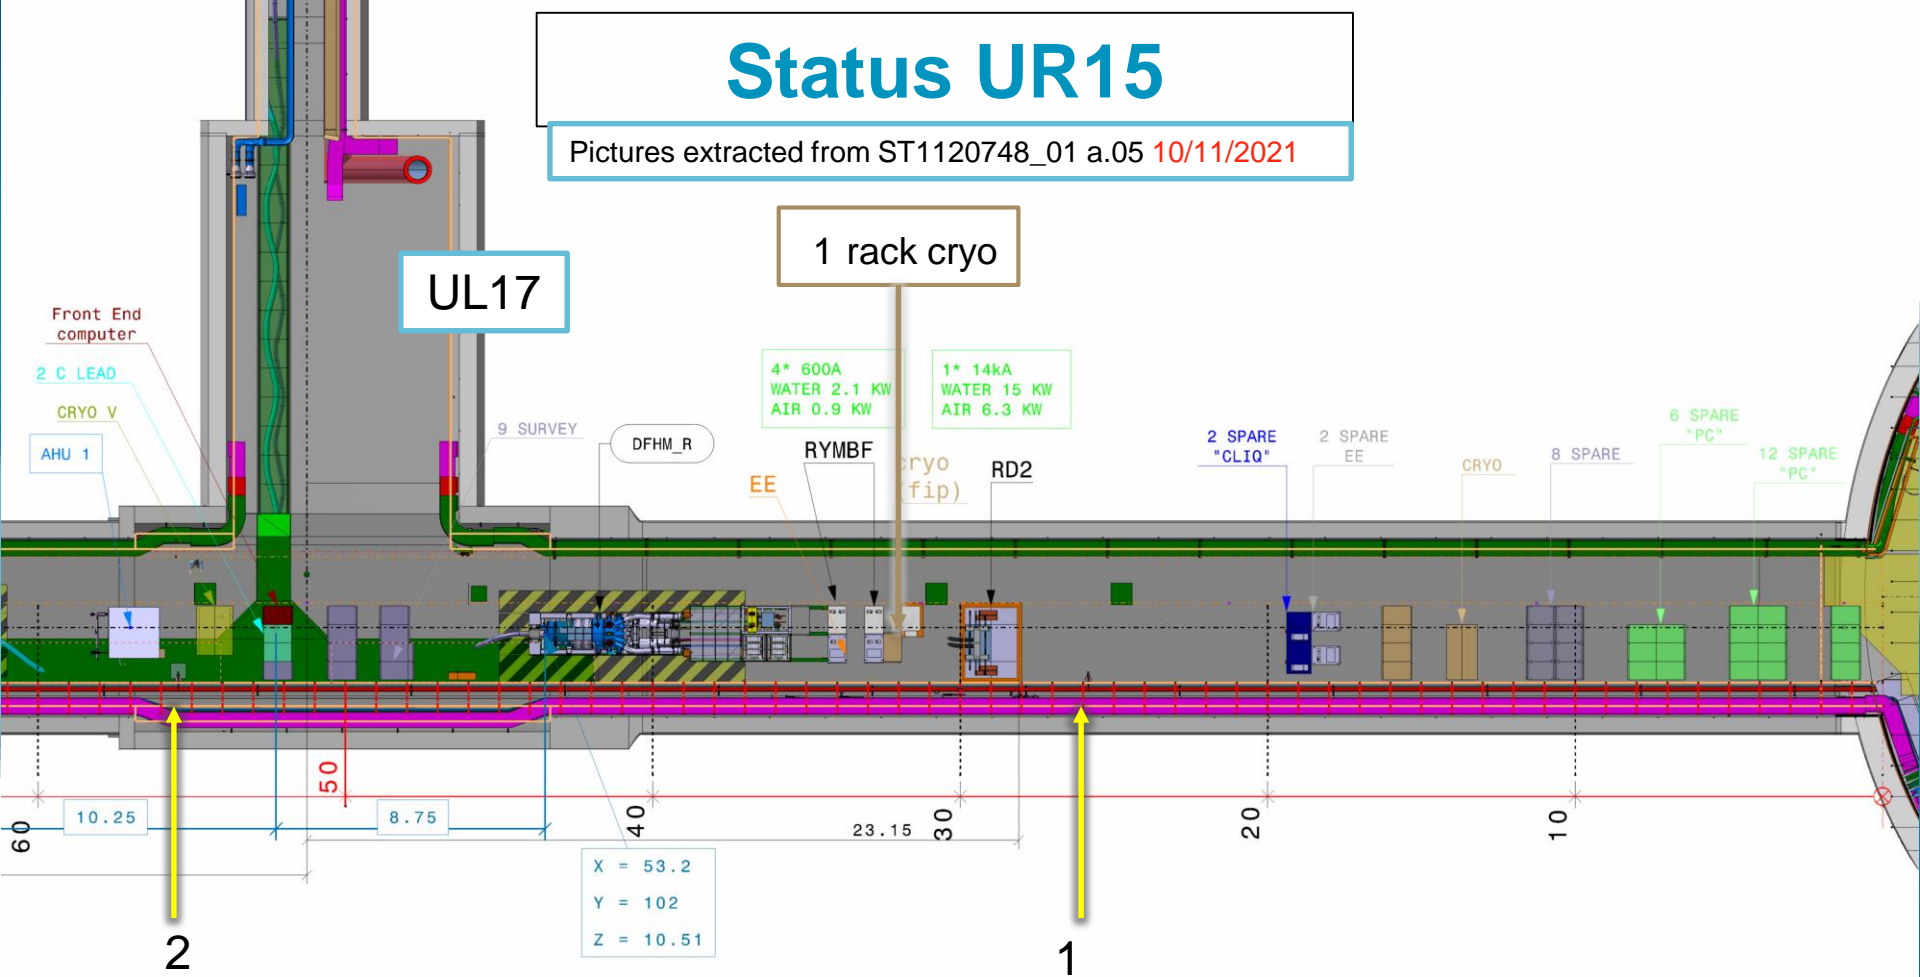 Status UR15
Pictures extracted from ST1120748_01 a.05 10/11/2021
1 rack cryo
UL17
Front End
computer
2 C LEAD
CRYO V
AHU 1
9 SURVEY
DFHM_R
4* 600A
WATER 2.1 KW
AIR 0.9 KW
1* 14kA
WATER 15 KW
AIR 6.3 KW
EE
RYMBF
cryo
(fip)
RD2
2 SPARE
"CLIQ"
2 SPARE
EE
CRYO
8 SPARE
6 SPARE
"PC"
12 SPARE
"PC"
60
10.25
50
8.75
40
23.15
30
20
10
X = 53.2
Y = 102
Z = 10.51
2
1